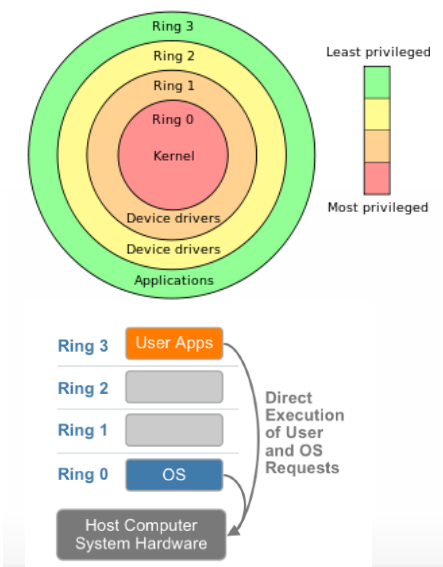 Ring 3
Ring 2
Ring 1
Ring 0
Kernel
Device drivers
Device drivers
Applications
Least privileged
Most privileged
Ring 3
User Apps
Ring 2
Ring 1
Ring 0
OS
Direct
Execution
of User
and OS
Requests
Host Computer
System Hardware